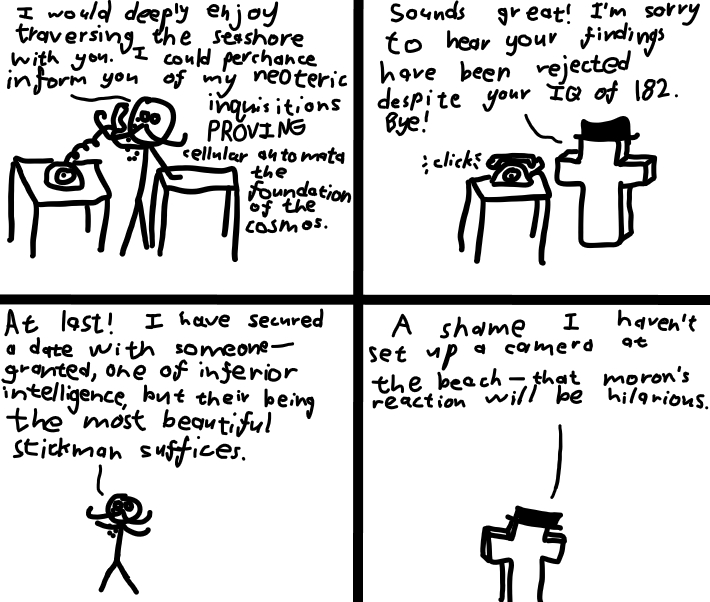 I would deeply enjoy
traversing the seashore
with you. I could perchance
inform you of my neoteric
inquisitions
PROVING
cellular automata
the
foundation
of the
cosmos.
Sounds great! I'm sorry
to hear your findings
have been rejected
despite your IQ of 182.
Bye!
:click:
At last! I have secured
a date with someone—
granted, one of inferior
intelligence, but their being
the most beautiful
stickman suffices.
A shame I haven't
set up a camera at
the beach—that moron's
reaction will be hilarious.